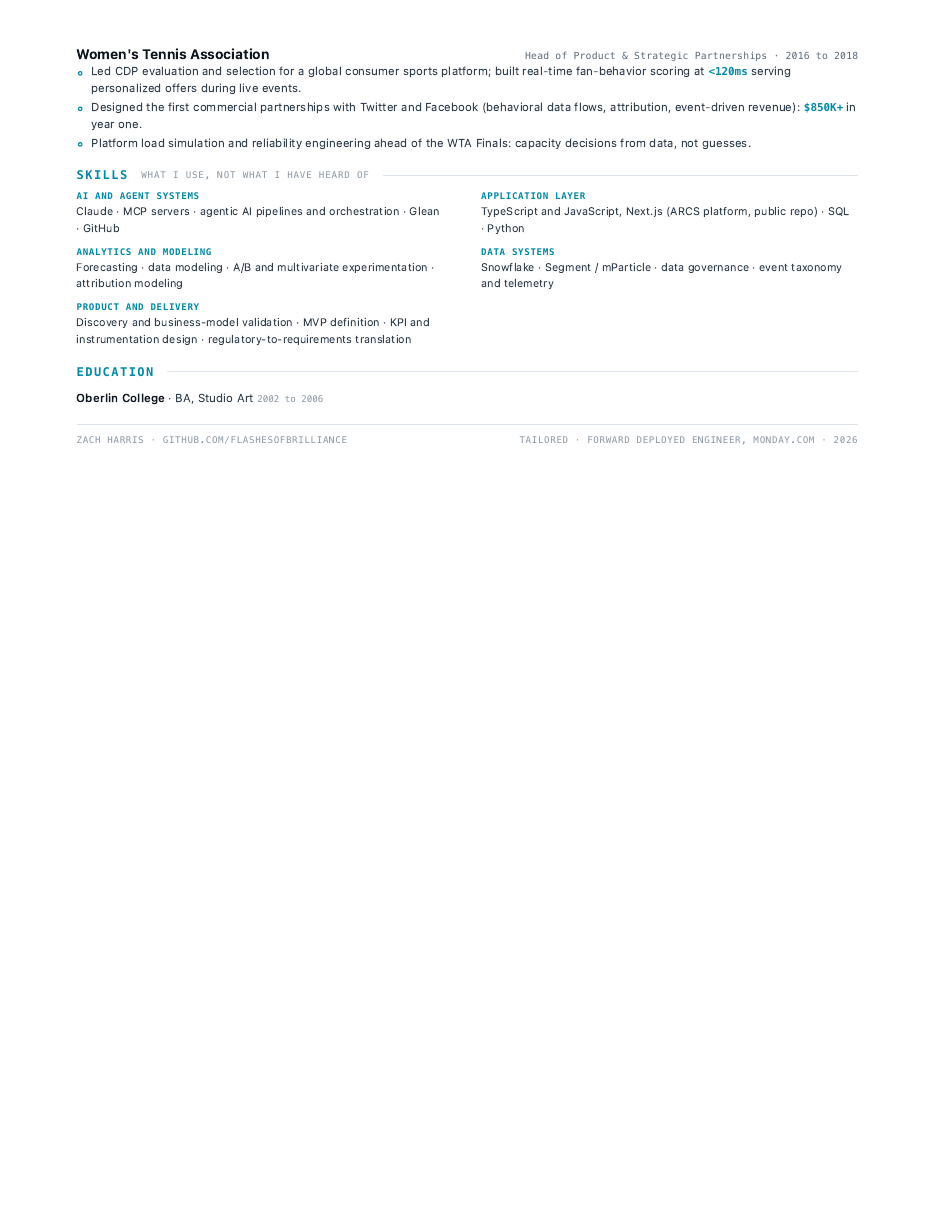 Women's Tennis Association Head of Product & Strategic Partnerships · 2016 to 2018
Led CDP evaluation and selection for a global consumer sports platform; built real-time fan-behavior scoring at <120ms serving
personalized offers during live events.
Designed the first commercial partnerships with Twitter and Facebook (behavioral data flows, attribution, event-driven revenue): $850K+ in
year one.
Platform load simulation and reliability engineering ahead of the WTA Finals: capacity decisions from data, not guesses.
SKILLS WHAT I USE, NOT WHAT I HAVE HEARD OF
AI AND AGENT SYSTEMS
Claude · MCP servers · agentic AI pipelines and orchestration · Glean
· GitHub
APPLICATION LAYER
TypeScript and JavaScript, Next.js (ARCS platform, public repo) · SQL
· Python
ANALYTICS AND MODELING
Forecasting · data modeling · A/B and multivariate experimentation ·
attribution modeling
DATA SYSTEMS
Snowflake · Segment / mParticle · data governance · event taxonomy
and telemetry
PRODUCT AND DELIVERY
Discovery and business-model validation · MVP definition · KPI and
instrumentation design · regulatory-to-requirements translation
EDUCATION
Oberlin College · BA, Studio Art 2002 to 2006
ZACH HARRIS · GITHUB.COM/FLASHESOFBRILLIANCE TAILORED · FORWARD DEPLOYED ENGINEER, MONDAY.COM · 2026